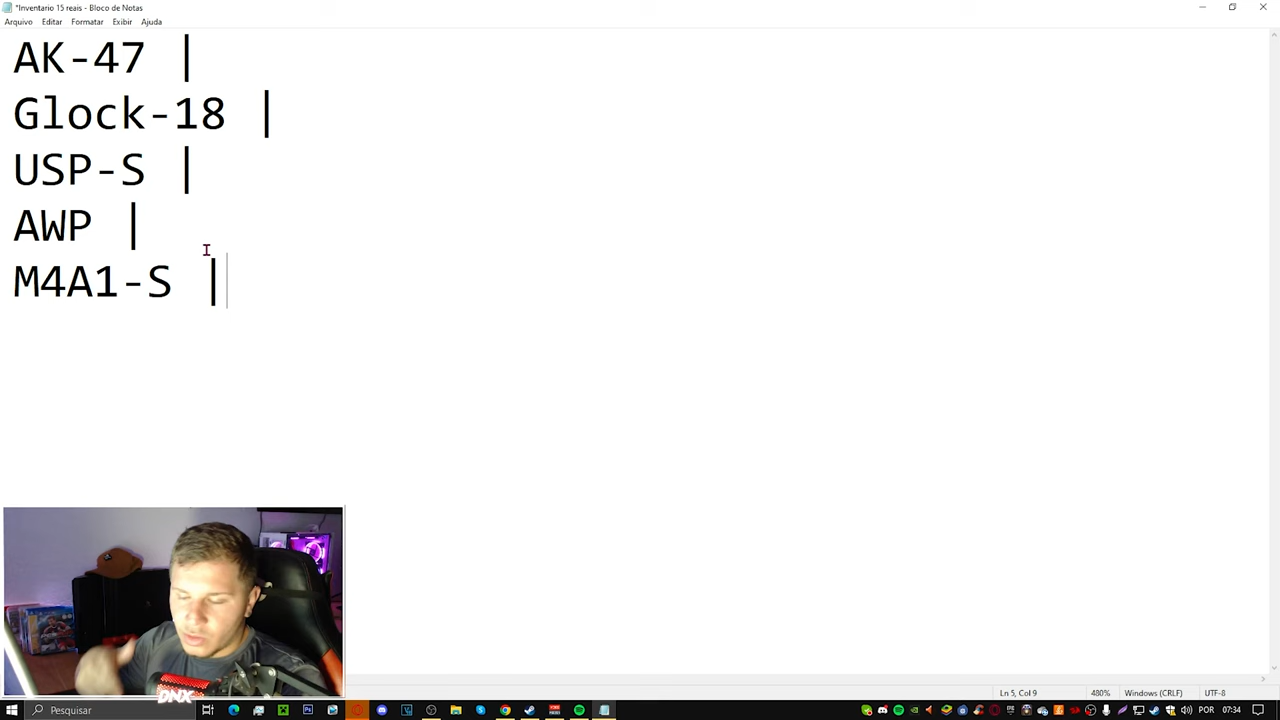 *Inventario 15 reais - Bloco de Notas
Arquivo Editar Formatar Exibir Ajuda
AK-47 |
Glock-18 |
USP-S |
AWP |
M4A1-S |
DNX
Ln 5, Col 9 480% Windows (CRLF) UTF-8
Pesquisar
POR 07:34